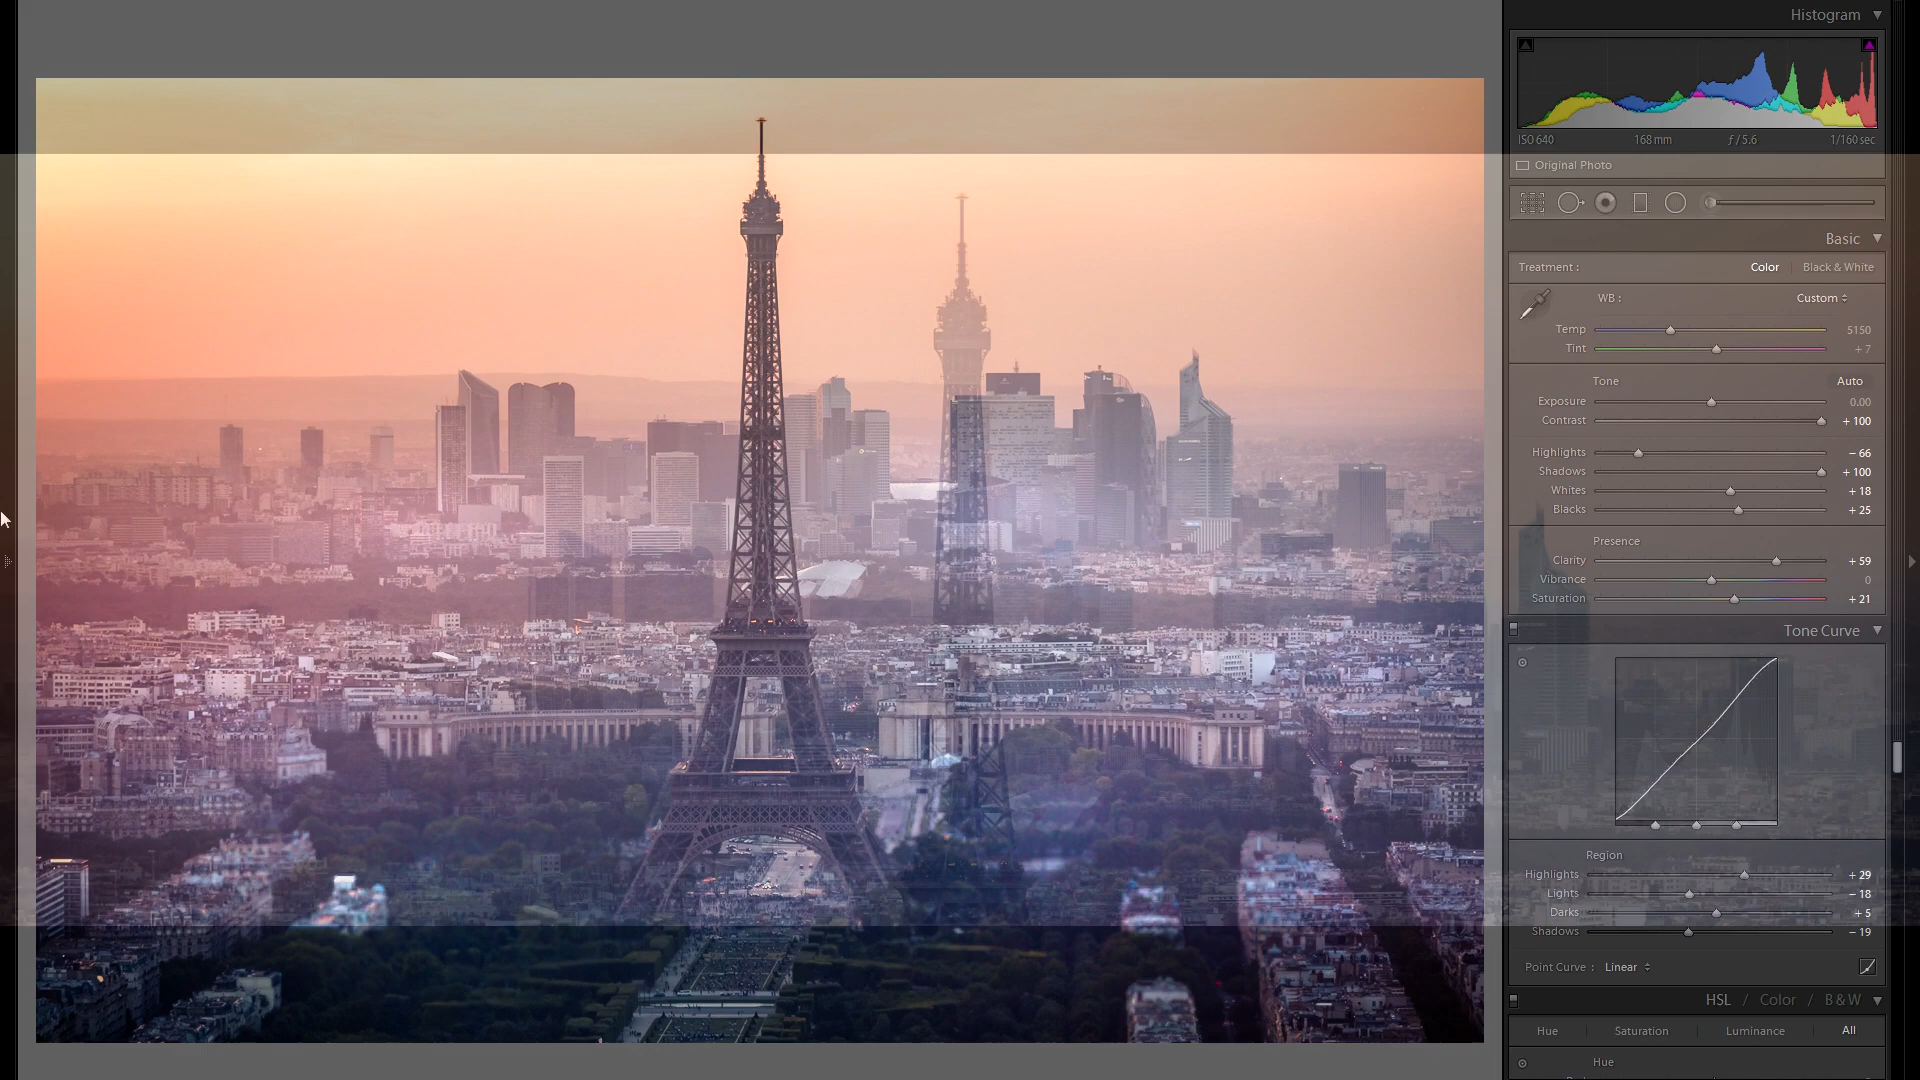 Histogram
ISO 640 168 mm ƒ / 5.6 1/160 sec
Original Photo
Basic
Treatment : Color Black & White
WB : Custom
Temp 5150
Tint + 7
Tone Auto
Exposure 0.00
Contrast + 100
Highlights − 66
Shadows + 100
Whites + 18
Blacks + 25
Presence
Clarity + 59
Vibrance 0
Saturation + 21
Tone Curve
Region
Highlights + 29
Lights − 18
Darks + 5
Shadows − 19
Point Curve : Linear
HSL / Color / B & W
Hue Saturation Luminance All
Hue